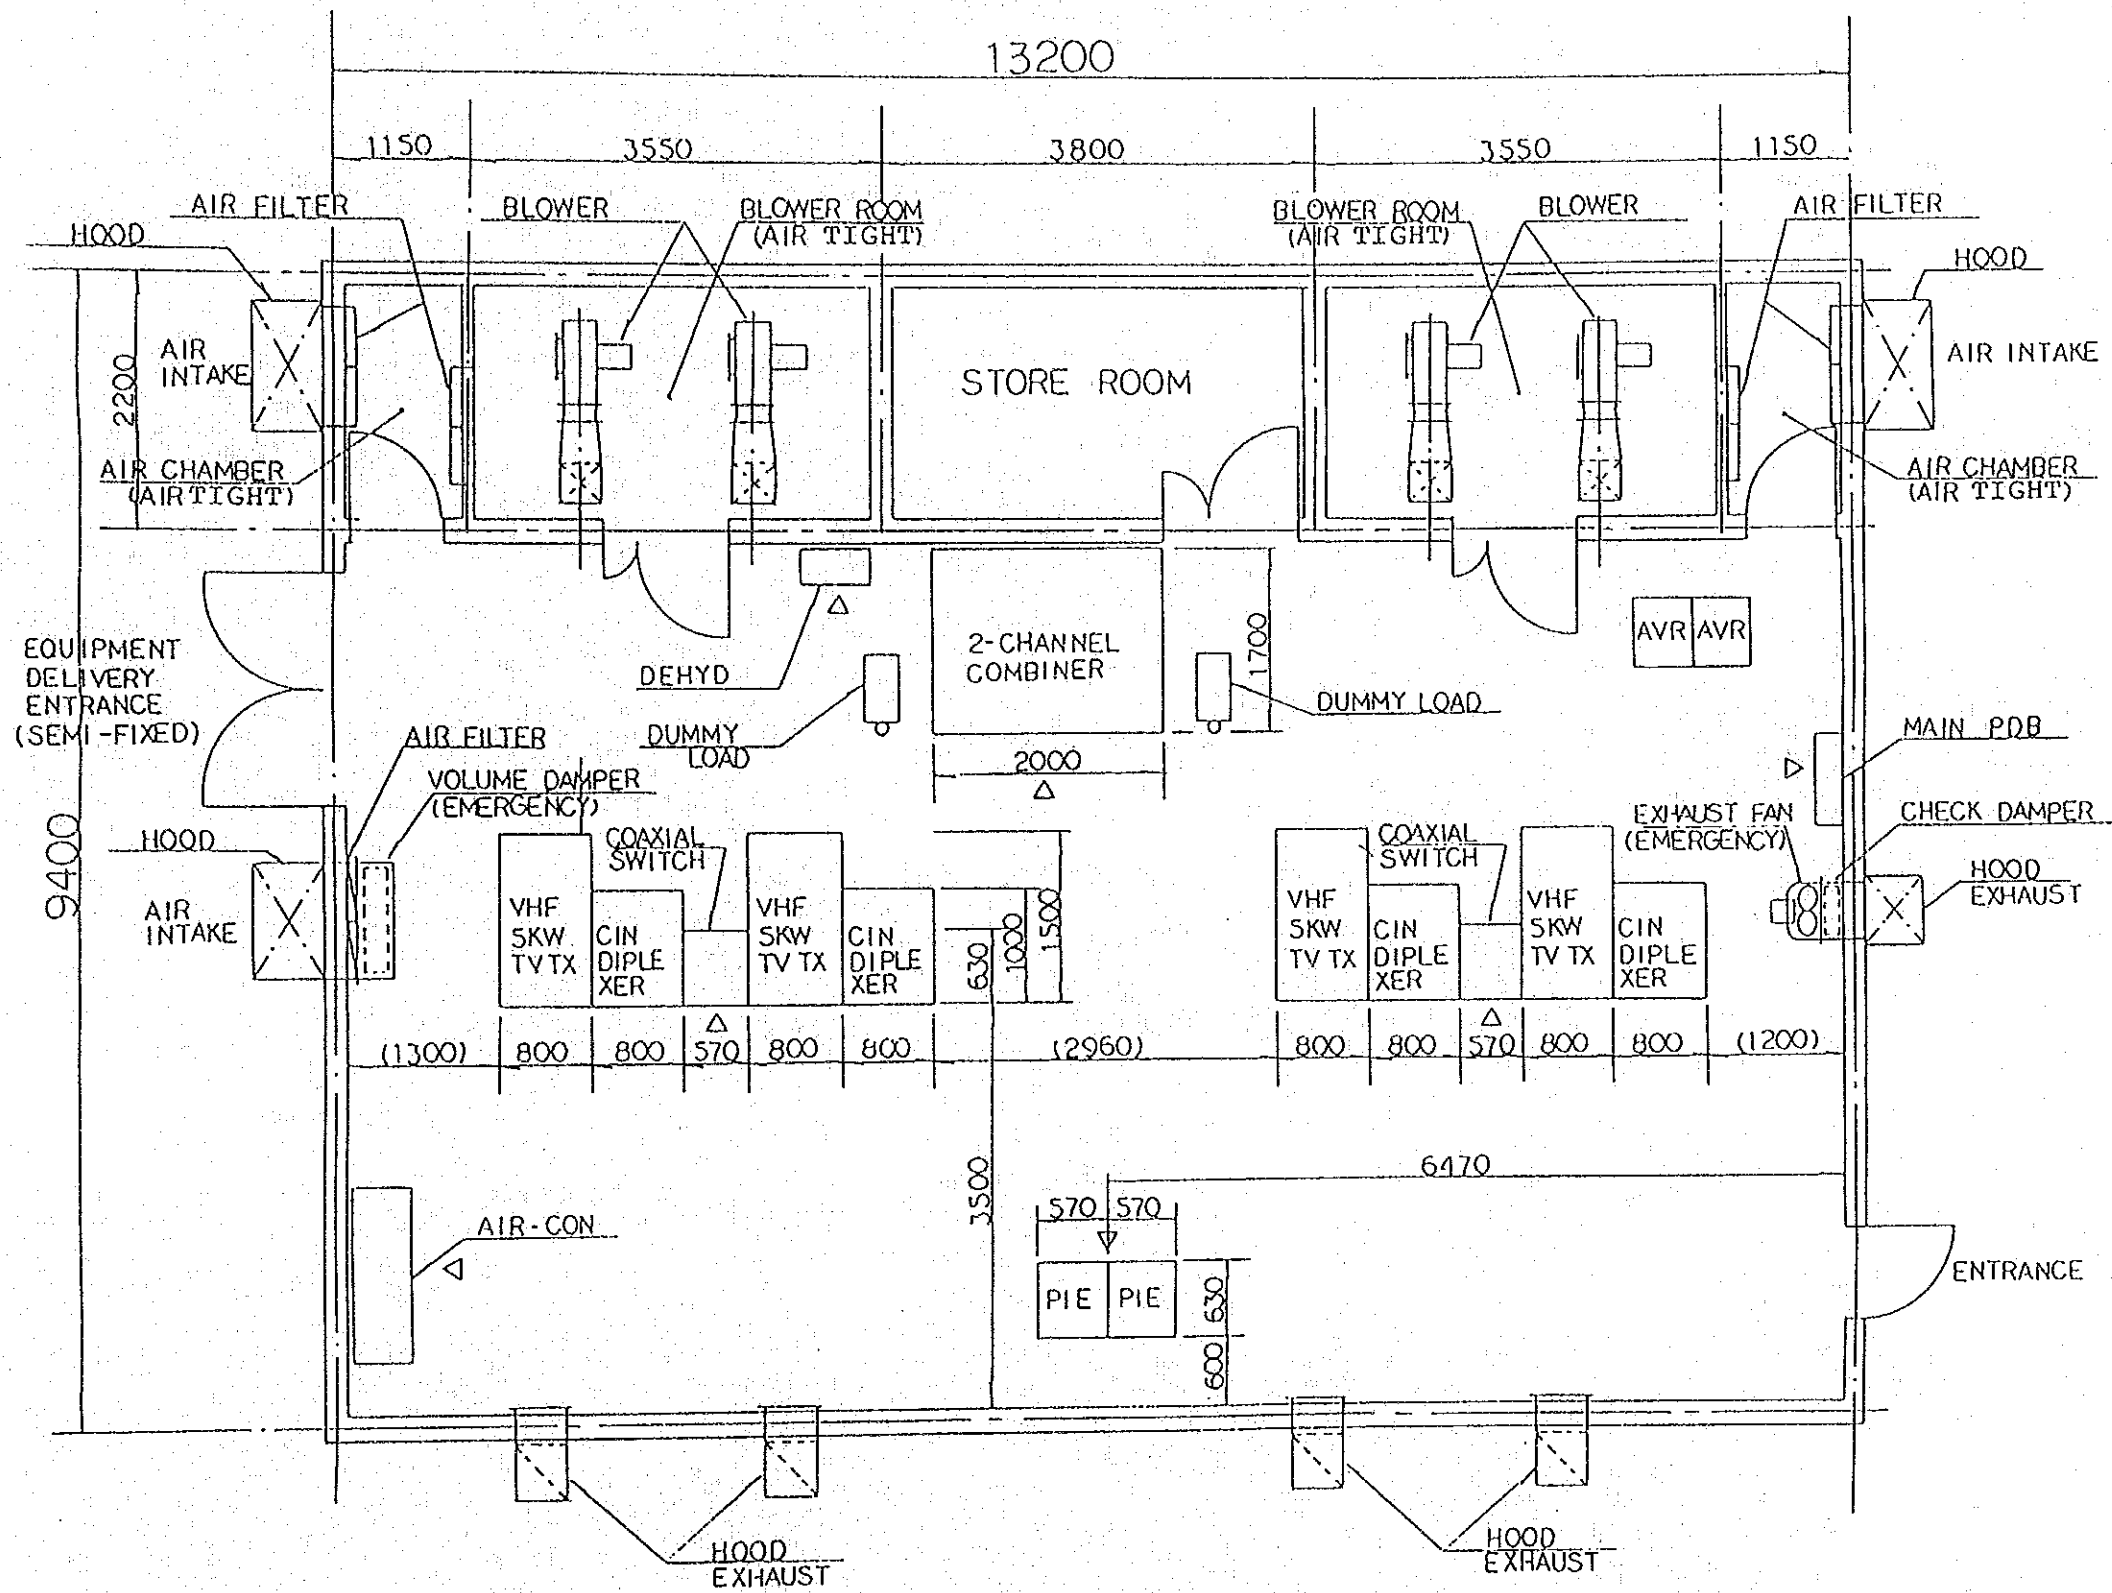 13200
1150
3550
3800
3550
1150
AIR FILTER
BLOWER
BLOWER ROOM
(AIR TIGHT)
BLOWER ROOM
(AIR TIGHT)
BLOWER
AIR FILTER
HOOD
HOOD
AIR
INTAKE
2200
STORE ROOM
AIR INTAKE
AIR CHAMBER
(AIR TIGHT)
AIR CHAMBER
(AIR TIGHT)
EQUIPMENT
DELIVERY
ENTRANCE
(SEMI-FIXED)
DEHYD
2-CHANNEL
COMBINER
1700
AVR
AVR
DUMMY
LOAD
DUMMY LOAD
AIR FILTER
VOLUME DAMPER
(EMERGENCY)
2000
MAIN PDB
9400
HOOD
COAXIAL
SWITCH
COAXIAL
SWITCH
EXHAUST FAN
(EMERGENCY)
CHECK DAMPER
HOOD
EXHAUST
AIR
INTAKE
VHF
5KW
TV TX
CIN
DIPLE
XER
VHF
5KW
TV TX
CIN
DIPLE
XER
630
1000
1500
VHF
5KW
TV TX
CIN
DIPLE
XER
VHF
5KW
TV TX
CIN
DIPLE
XER
(1300)
800
800
570
800
800
(2960)
800
800
570
800
800
(1200)
3500
6470
570
570
AIR-CON
PIE
PIE
630
600
ENTRANCE
HOOD
EXHAUST
HOOD
EXHAUST